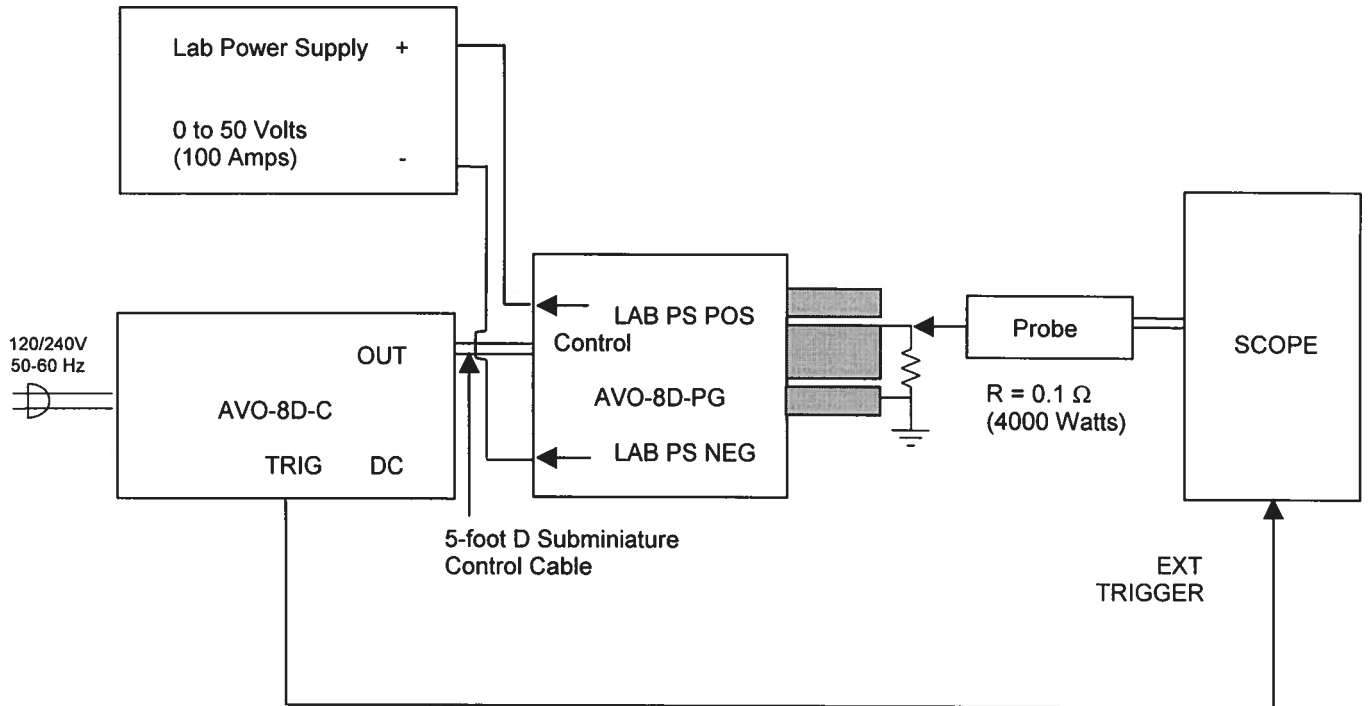 Lab Power Supply +
0 to 50 Volts
(100 Amps) -
120/240V
50-60 Hz
OUT
AVO-8D-C
TRIG DC
LAB PS POS
Control
AVO-8D-PG
LAB PS NEG
Probe
R = 0.1 Ω
(4000 Watts)
SCOPE
5-foot D Subminiature
Control Cable
EXT
TRIGGER